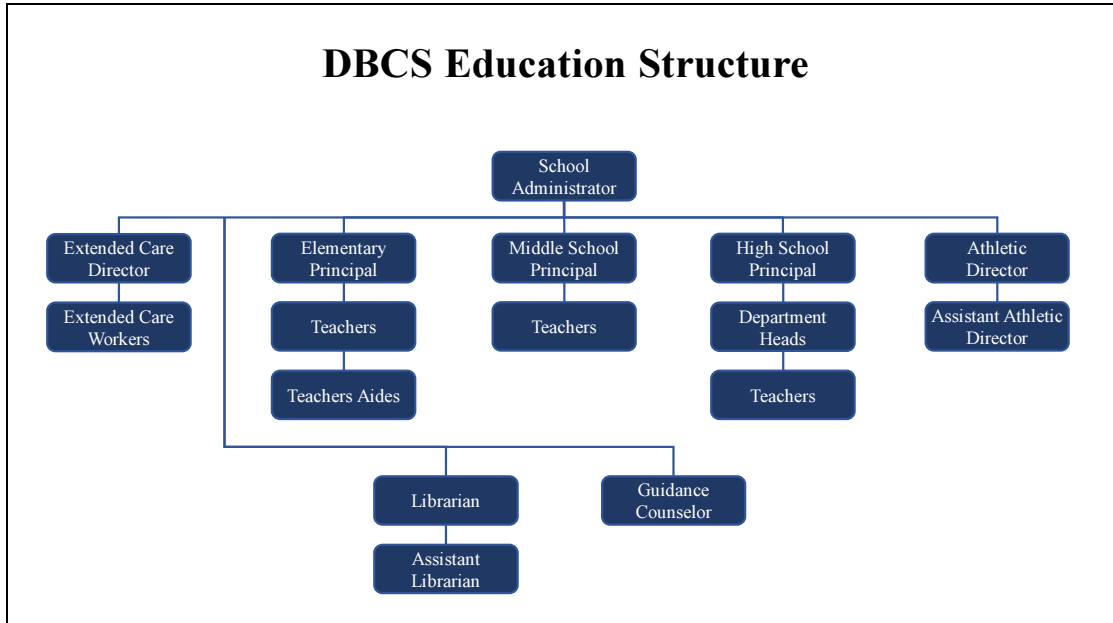 DBCS Education Structure
School
Administrator
Extended Care
Director
Elementary
Principal
Middle School
Principal
High School
Principal
Athletic
Director
Extended Care
Workers
Teachers
Teachers
Department
Heads
Assistant Athletic
Director
Teachers Aides
Teachers
Librarian
Guidance
Counselor
Assistant
Librarian